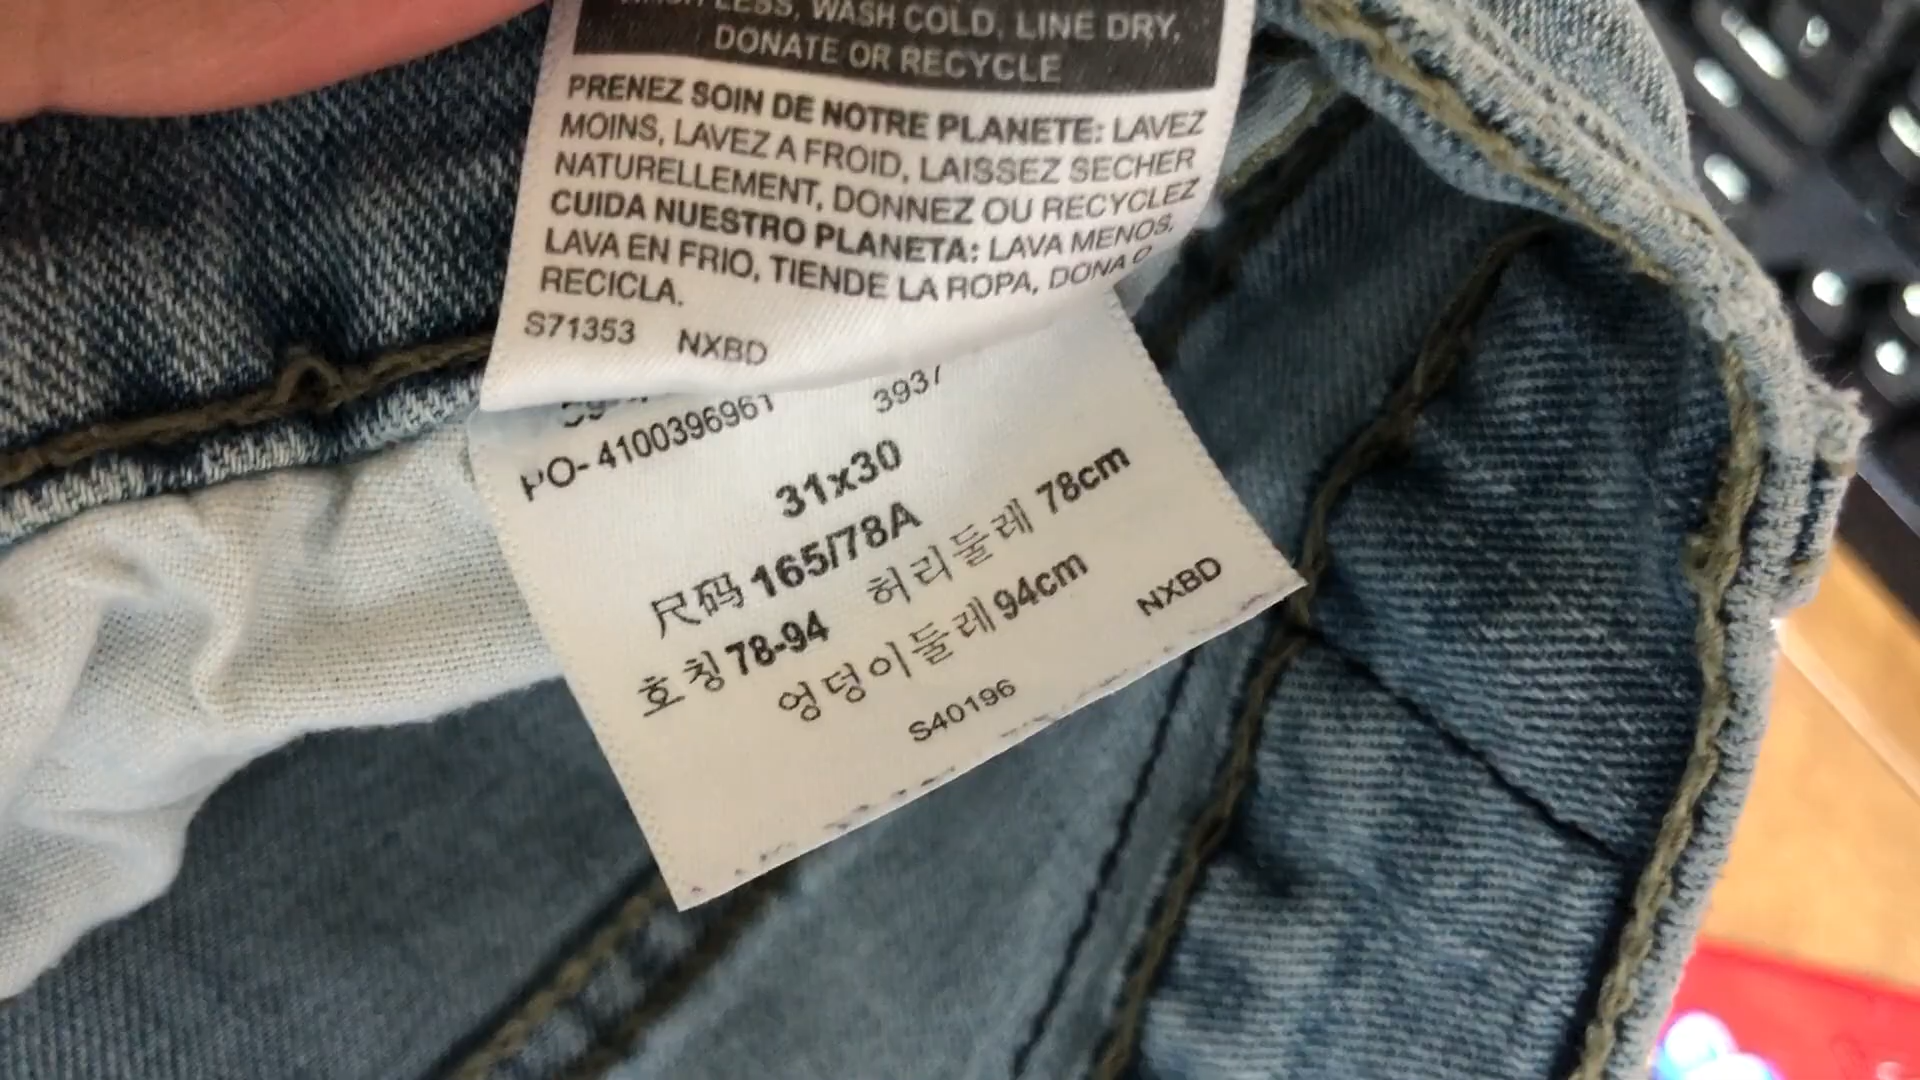 LESS, WASH COLD, LINE DRY,
DONATE OR RECYCLE
PRENEZ SOIN DE NOTRE PLANETE: LAVEZ
MOINS, LAVEZ A FROID, LAISSEZ SECHER
NATURELLEMENT, DONNEZ OU RECYCLEZ
CUIDA NUESTRO PLANETA: LAVA MENOS,
LAVA EN FRIO, TIENDE LA ROPA, DONA O
RECICLA.
S71353 NXBD
PO- 4100396961 3937
31x30
尺码 165/78A
호칭 78-94 허리둘레 78cm
엉덩이둘레 94cm
S40196 NXBD